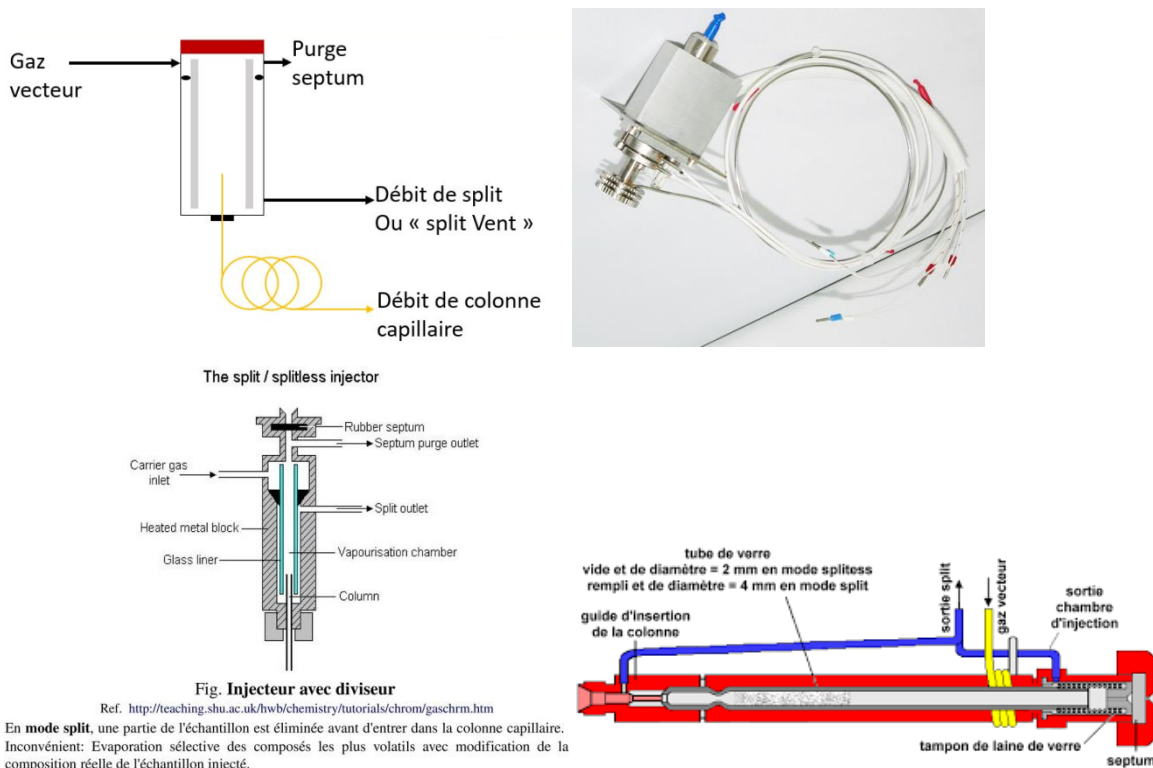 Gaz
vecteur
Purge
septum
Débit de split
Ou « split Vent »
Débit de colonne
capillaire
The split / splitless injector
Rubber septum
Septum purge outlet
Carrier gas
inlet
Split outlet
Heated metal block
Vapourisation chamber
Glass liner
Column
Fig. Injecteur avec diviseur
Ref. http://teaching.shu.ac.uk/hwb/chemistry/tutorials/chrom/gaschrm.htm
En mode split, une partie de l'échantillon est éliminée avant d'entrer dans la colonne capillaire.
Inconvénient: Evaporation sélective des composés les plus volatils avec modification de la
composition réelle de l'échantillon injecté.
tube de verre
vide et de diamètre = 2 mm en mode splitess
rempli et de diamètre = 4 mm en mode split
guide d'insertion
de la colonne
sortie split
gaz vecteur
sortie
chambre
d'injection
tampon de laine de verre
septum